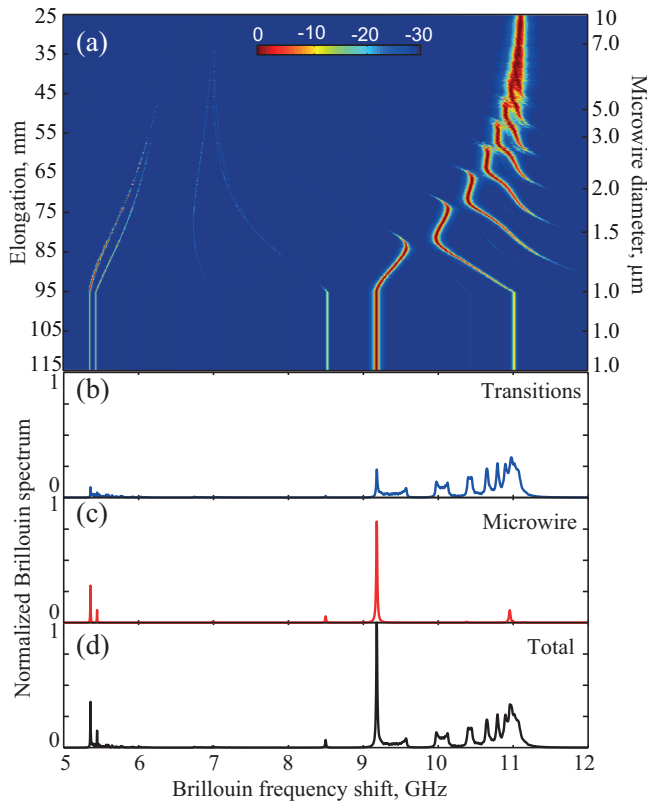 25
35
45
55
65
75
85
95
105
115
Elongation, mm
(a)
0 -10 -20 -30
10
7.0
5.0
3.0
2.0
1.5
1.0
1.0
1.0
Microwire diameter, μm
Normalized Brillouin spectrum
1
(b)
Transitions
0
1
(c)
Microwire
0
1
(d)
Total
0
5 6 7 8 9 10 11 12
Brillouin frequency shift, GHz